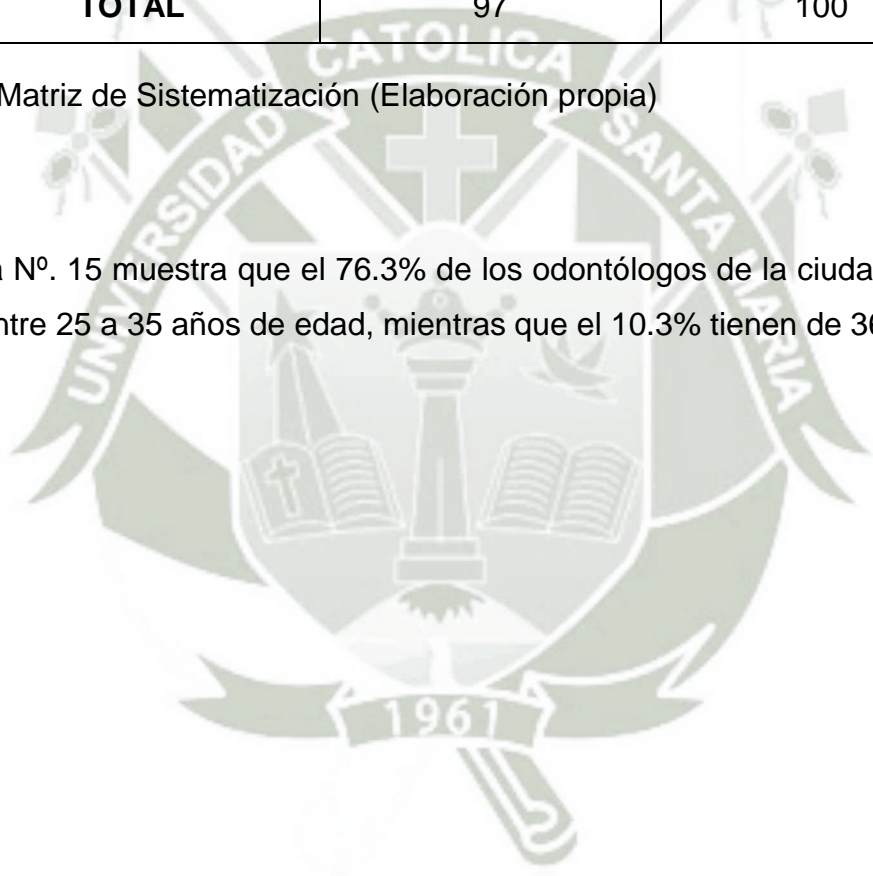 TOTAL 97 100
Matriz de Sistematización (Elaboración propia)
Nº. 15 muestra que el 76.3% de los odontólogos de la
ntre 25 a 35 años de edad, mientras que el 10.3% tienen de
UNIVERSIDAD CATOLICA SANTA MARIA
1961